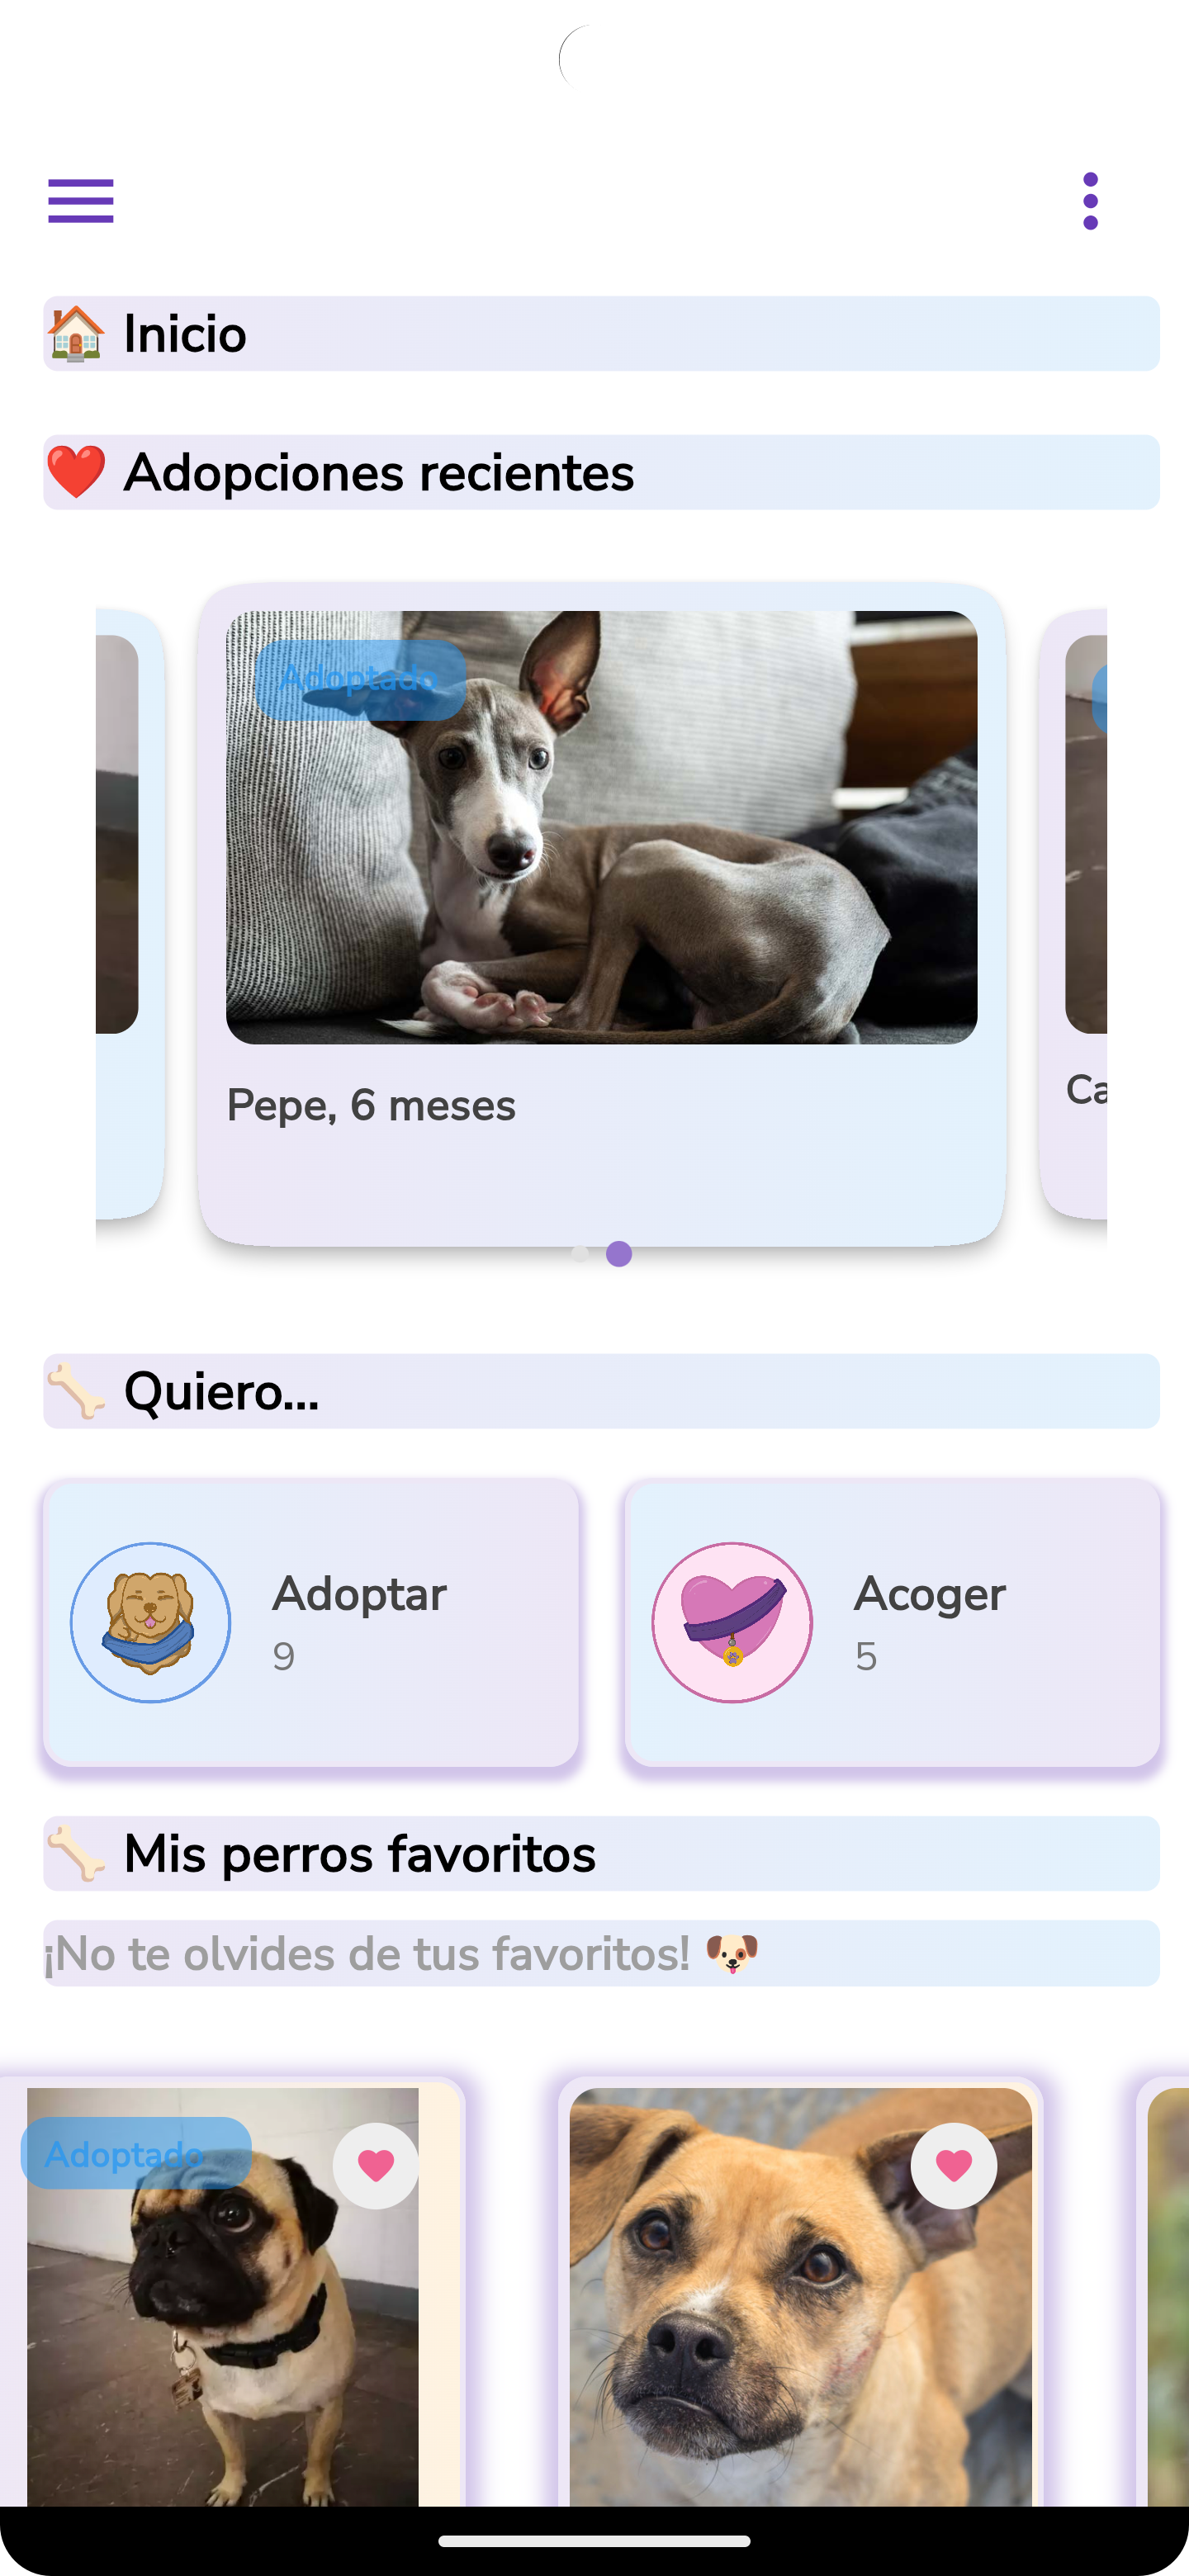 🏠 Inicio
❤️ Adopciones recientes
Adoptado
Pepe, 6 meses
Ca
🦴 Quiero...
Adoptar
9
Acoger
5
🦴 Mis perros favoritos
¡No te olvides de tus favoritos! 🐶
Adoptado